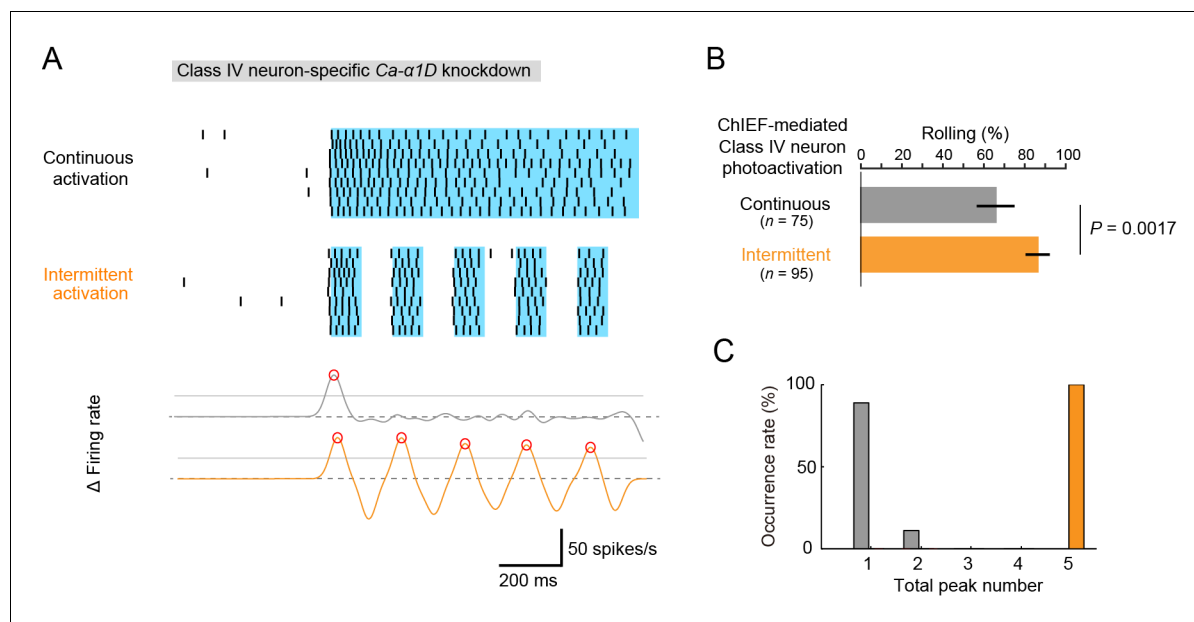 A
Class IV neuron-specific Ca-α1D knockdown
Continuous
activation
Intermittent
activation
Δ Firing rate
50 spikes/s
200 ms
B
ChIEF-mediated
Class IV neuron
photoactivation
Rolling (%)
0 20 40 60 80 100
Continuous
(n = 75)
Intermittent
(n = 95)
P = 0.0017
C
Occurrence rate (%)
100
50
0
1 2 3 4 5
Total peak number